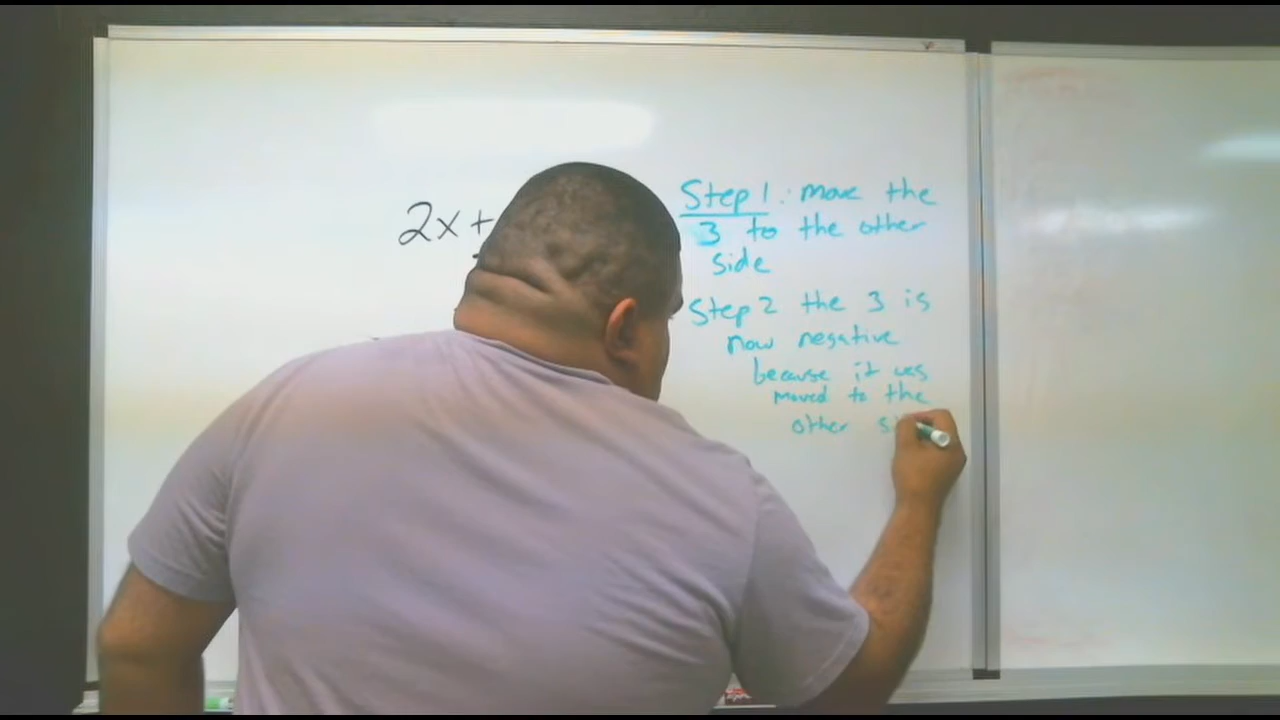 2x+
Step 1: move the
3 to the other
side
Step 2 the 3 is
now negative
because it was
moved to the
other